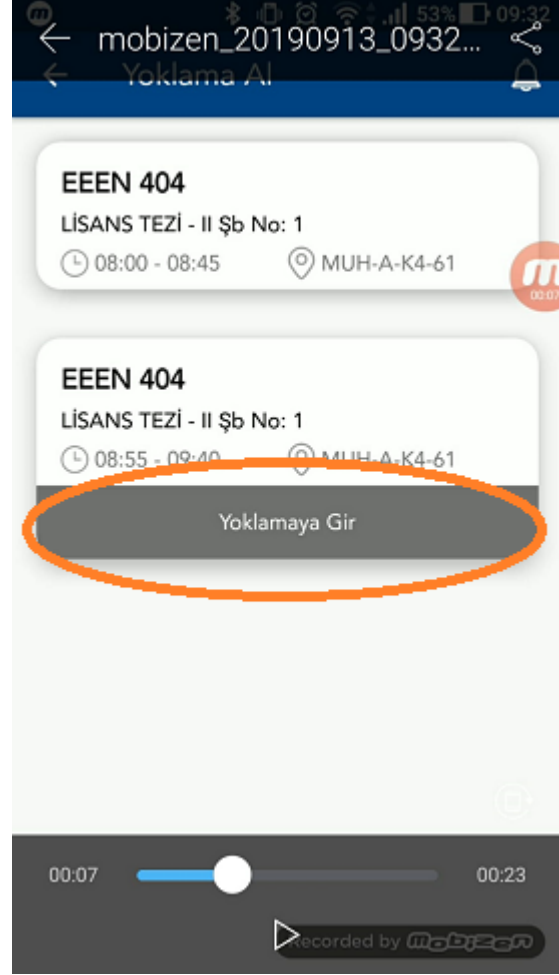 53% 09:32
mobizen_20190913_0932...
Yoklama Al
EEEN 404
LİSANS TEZİ - II Şb No: 1
08:00 - 08:45 MUH-A-K4-61
00:07
EEEN 404
LİSANS TEZİ - II Şb No: 1
08:55 - 09:40 MUH-A-K4-61
Yoklamaya Gir
00:07 00:23
Recorded by mobizen